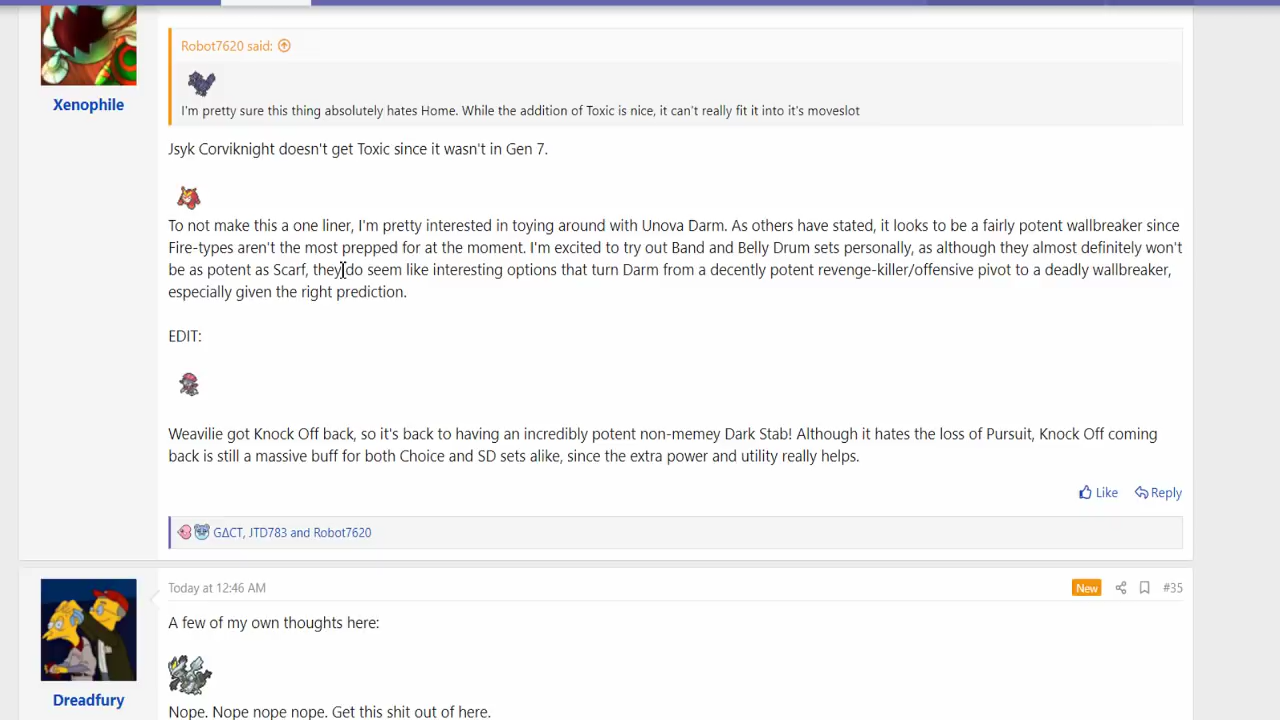 Xenophile
Robot7620 said:
I'm pretty sure this thing absolutely hates Home. While the addition of Toxic is nice, it can't really fit it into it's moveslot
Jsyk Corviknight doesn't get Toxic since it wasn't in Gen 7.
To not make this a one liner, I'm pretty interested in toying around with Unova Darm. As others have stated, it looks to be a fairly potent wallbreaker since
Fire-types aren't the most prepped for at the moment. I'm excited to try out Band and Belly Drum sets personally, as although they almost definitely won't
be as potent as Scarf, they do seem like interesting options that turn Darm from a decently potent revenge-killer/offensive pivot to a deadly wallbreaker,
especially given the right prediction.
EDIT:
Weavilie got Knock Off back, so it's back to having an incredibly potent non-memey Dark Stab! Although it hates the loss of Pursuit, Knock Off coming
back is still a massive buff for both Choice and SD sets alike, since the extra power and utility really helps.
Like Reply
GΔCT, JTD783 and Robot7620
Today at 12:46 AM New #35
Dreadfury
A few of my own thoughts here:
Nope. Nope nope nope. Get this shit out of here.